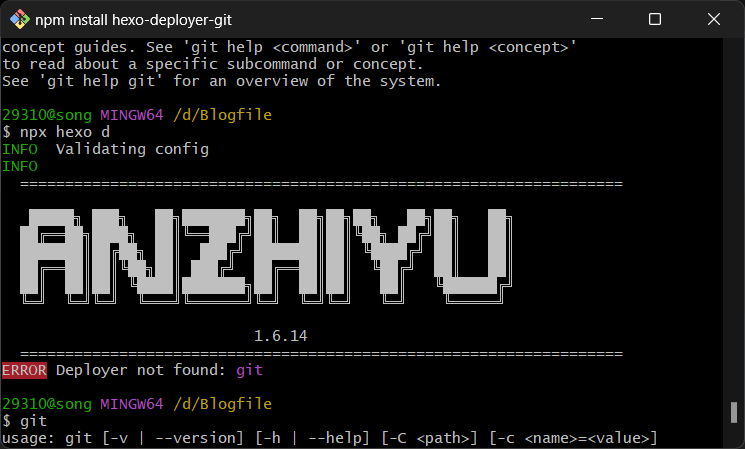 npm install hexo-deployer-git
concept guides. See 'git help <command>' or 'git help <concept>'
to read about a specific subcommand or concept.
See 'git help git' for an overview of the system.
29310@song MINGW64 /d/Blogfile
$ npx hexo d
INFO  Validating config
INFO
===================================================================
ANZHIYU
1.6.14
===================================================================
ERROR Deployer not found: git
29310@song MINGW64 /d/Blogfile
$ git
usage: git [-v | --version] [-h | --help] [-C <path>] [-c <name>=<value>]